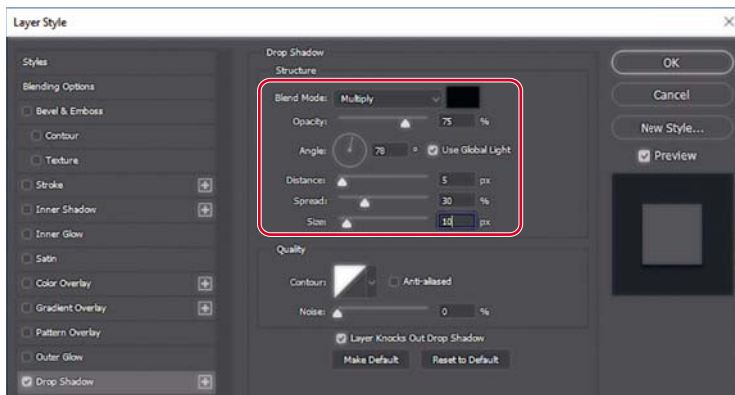 Layer Style
Styles
Blending Options
Bevel & Emboss
Contour
Texture
Stroke
Inner Shadow
Inner Glow
Satin
Color Overlay
Gradient Overlay
Pattern Overlay
Outer Glow
Drop Shadow
Drop Shadow
Structure
Blend Mode: Multiply
Opacity: 75 %
Angle: 78 ° Use Global Light
Distance: 5 px
Spread: 30 %
Size: 10 px
Quality
Contour: Anti-aliased
Noise: 0 %
Layer Knocks Out Drop Shadow
Make Default Reset to Default
OK
Cancel
New Style...
Preview